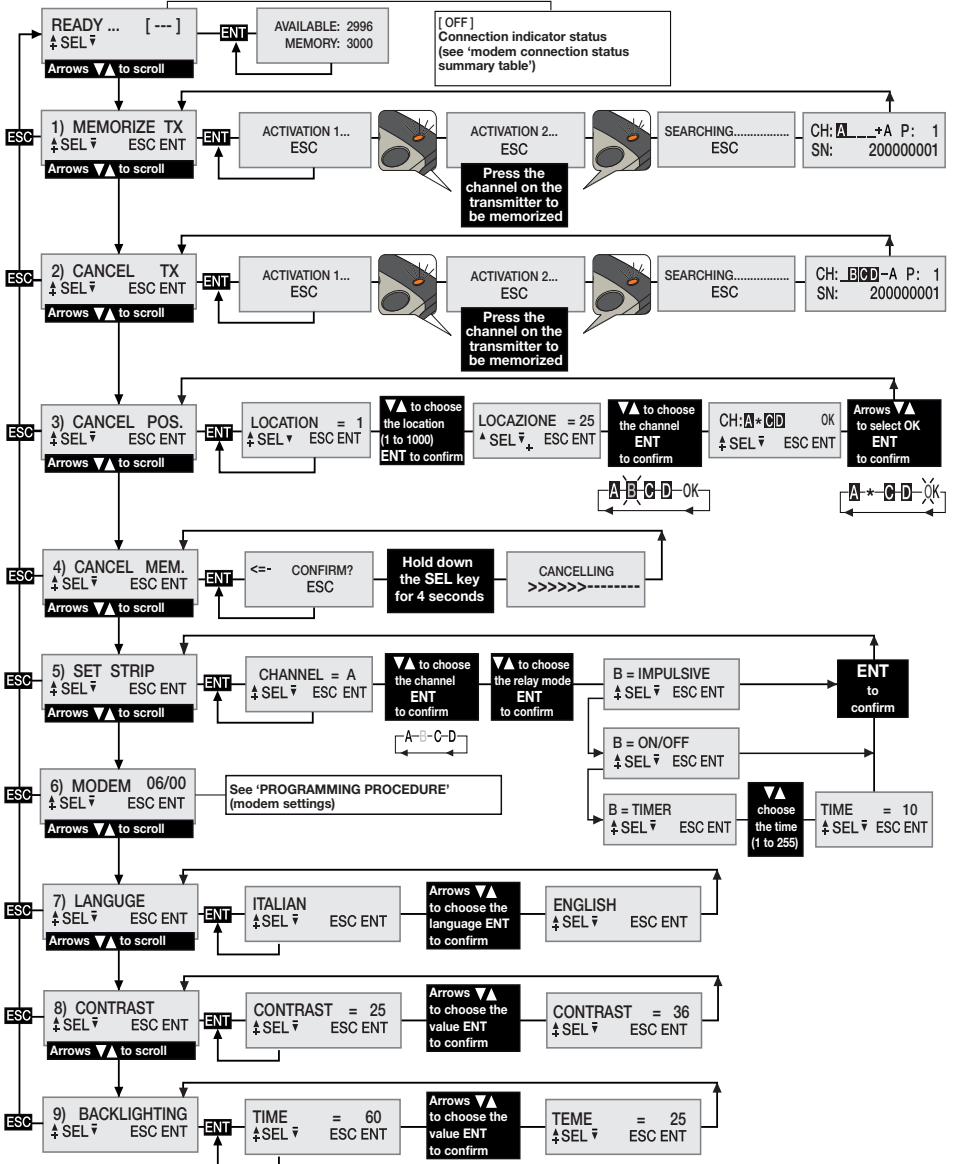 READY ... [ --- ]
SEL
Arrows ▼▲ to scroll
ENT
AVAILABLE: 2996
MEMORY: 3000
[ OFF ]
Connection indicator status
(see ‘modem connection status
summary table’)
ESC
1) MEMORIZE TX
SEL ESC ENT
Arrows ▼▲ to scroll
ENT
ACTIVATION 1...
ESC
ACTIVATION 2...
ESC
Press the
channel on the
transmitter to
be memorized
SEARCHING................
ESC
CH: A_ _ _+A P: 1
SN: 200000001
ESC
2) CANCEL TX
SEL ESC ENT
Arrows ▼▲ to scroll
ENT
ACTIVATION 1...
ESC
ACTIVATION 2...
ESC
Press the
channel on the
transmitter to
be memorized
SEARCHING................
ESC
CH: _BCD-A P: 1
SN: 200000001
ESC
3) CANCEL POS.
SEL ESC ENT
Arrows ▼▲ to scroll
ENT
LOCATION = 1
SEL ESC ENT
▼▲ to choose
the location
(1 to 1000)
ENT to confirm
LOCAZIONE = 25
SEL + ESC ENT
▼▲ to choose
the channel
ENT
to confirm
A-B-C-D-OK
CH:A*CD OK
SEL ESC ENT
Arrows ▼▲
to select OK
ENT
to confirm
A-*-C-D-OK
ESC
4) CANCEL MEM.
SEL ESC ENT
Arrows ▼▲ to scroll
ENT
<=- CONFIRM?
ESC
Hold down
the SEL key
for 4 seconds
CANCELLING
>>>>>>--------
ESC
5) SET STRIP
SEL ESC ENT
Arrows ▼▲ to scroll
ENT
CHANNEL = A
SEL ESC ENT
▼▲ to choose
the channel
ENT
to confirm
A-B-C-D
▼▲ to choose
the relay mode
ENT
to confirm
B = IMPULSIVE
SEL ESC ENT
B = ON/OFF
SEL ESC ENT
B = TIMER
SEL ESC ENT
▼▲
choose
the time
(1 to 255)
TIME = 10
SEL ESC ENT
ENT
to
confirm
ESC
6) MODEM 06/00
SEL ESC ENT
Arrows ▼▲ to scroll
See ‘PROGRAMMING PROCEDURE’
(modem settings)
ESC
7) LANGUGE
SEL ESC ENT
Arrows ▼▲ to scroll
ENT
ITALIAN
SEL ESC ENT
Arrows ▼▲
to choose the
language ENT
to confirm
ENGLISH
SEL ESC ENT
ESC
8) CONTRAST
SEL ESC ENT
Arrows ▼▲ to scroll
ENT
CONTRAST = 25
SEL ESC ENT
Arrows ▼▲
to choose the
value ENT
to confirm
CONTRAST = 36
SEL ESC ENT
ESC
9) BACKLIGHTING
SEL ESC ENT
ENT
TIME = 60
SEL ESC ENT
Arrows ▼▲
to choose the
value ENT
to confirm
TEME = 25
SEL ESC ENT